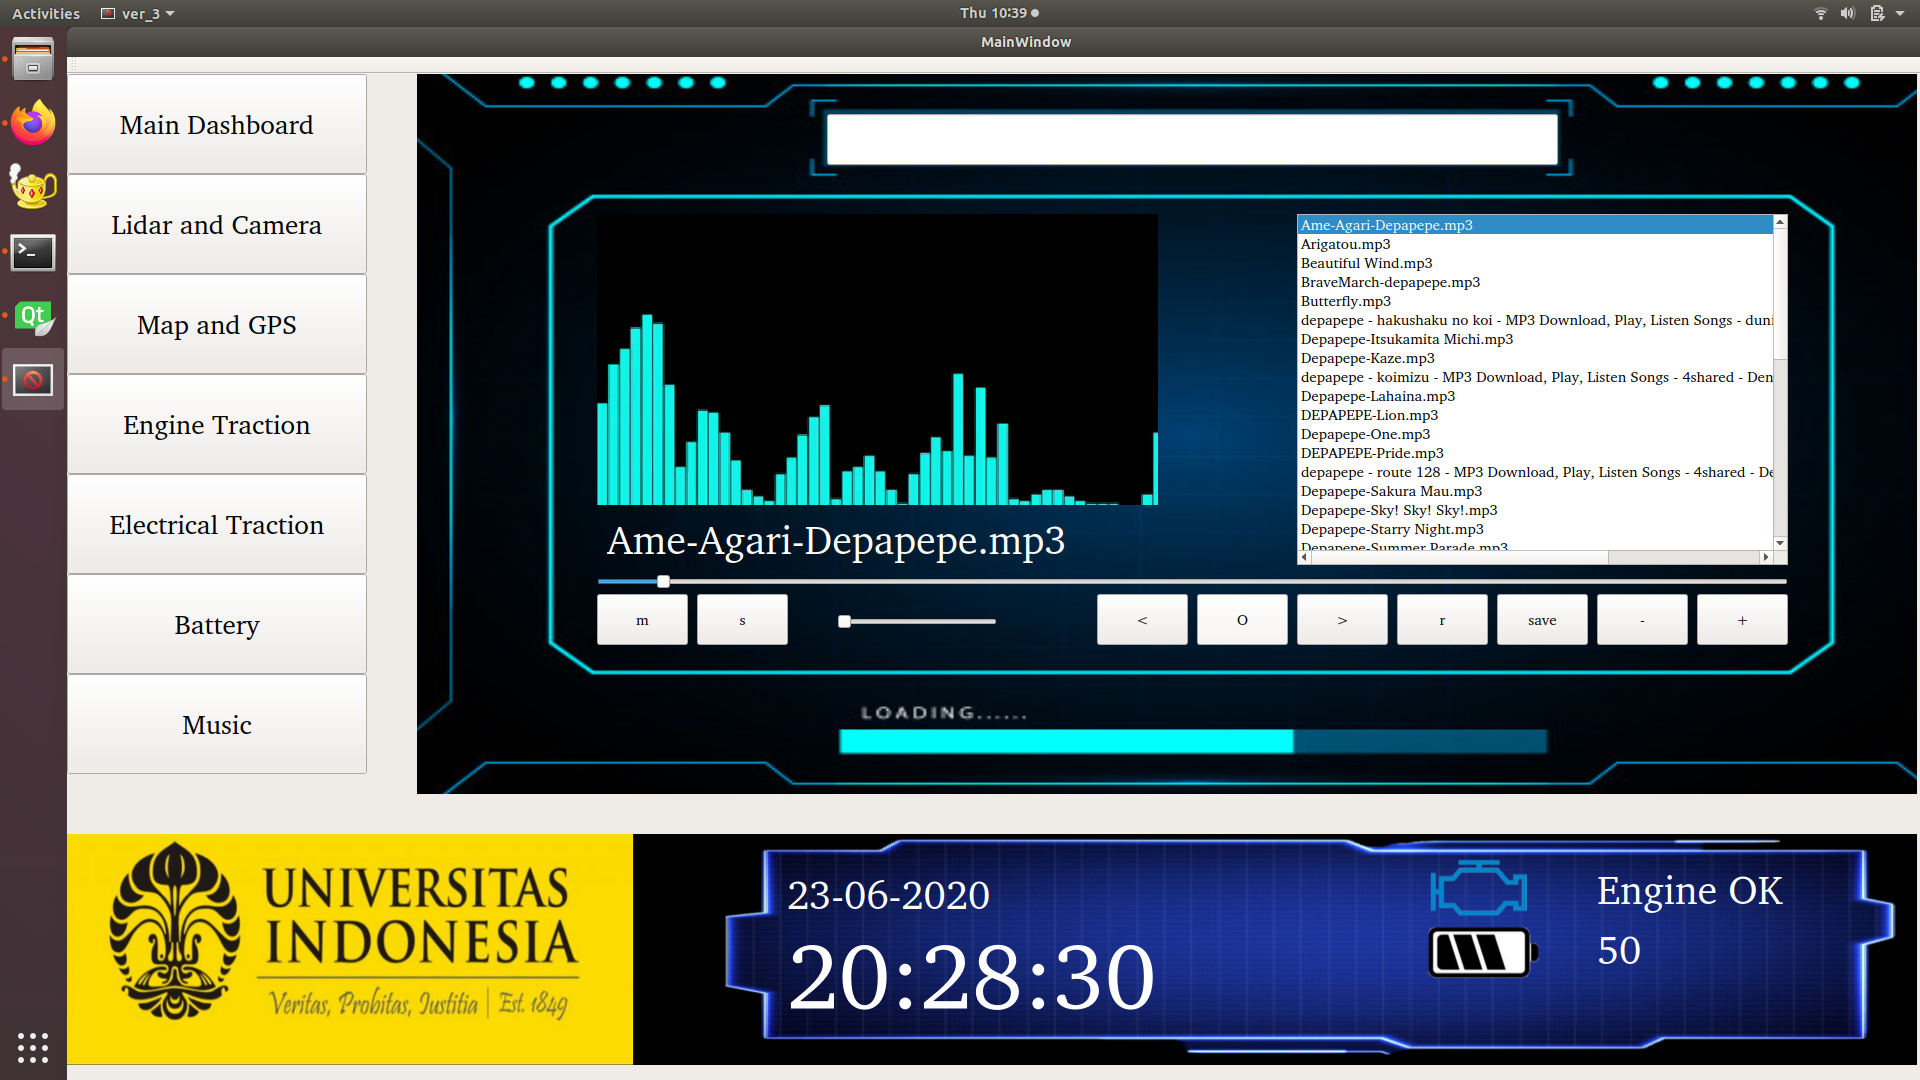 Activities ver_3 Thu 10:39
MainWindow
Main Dashboard
Lidar and Camera
Map and GPS
Engine Traction
Electrical Traction
Battery
Music
Ame-Agari-Depapepe.mp3
Arigatou.mp3
Beautiful Wind.mp3
BraveMarch-depapepe.mp3
Butterfly.mp3
depapepe - hakushaku no koi - MP3 Download, Play, Listen Songs - duni
Depapepe-Itsukamita Michi.mp3
Depapepe-Kaze.mp3
depapepe - koimizu - MP3 Download, Play, Listen Songs - 4shared - Den
Depapepe-Lahaina.mp3
DEPAPEPE-Lion.mp3
Depapepe-One.mp3
DEPAPEPE-Pride.mp3
depapepe - route 128 - MP3 Download, Play, Listen Songs - 4shared - De
Depapepe-Sakura Mau.mp3
Depapepe-Sky! Sky! Sky!.mp3
Depapepe-Starry Night.mp3
Depapepe-Summer Parade.mp3
Ame-Agari-Depapepe.mp3
m s < O > r save - +
LOADING......
UNIVERSITAS
INDONESIA
Veritas, Probitas, Justitia | Est. 1849
23-06-2020
20:28:30
Engine OK
50
Qt